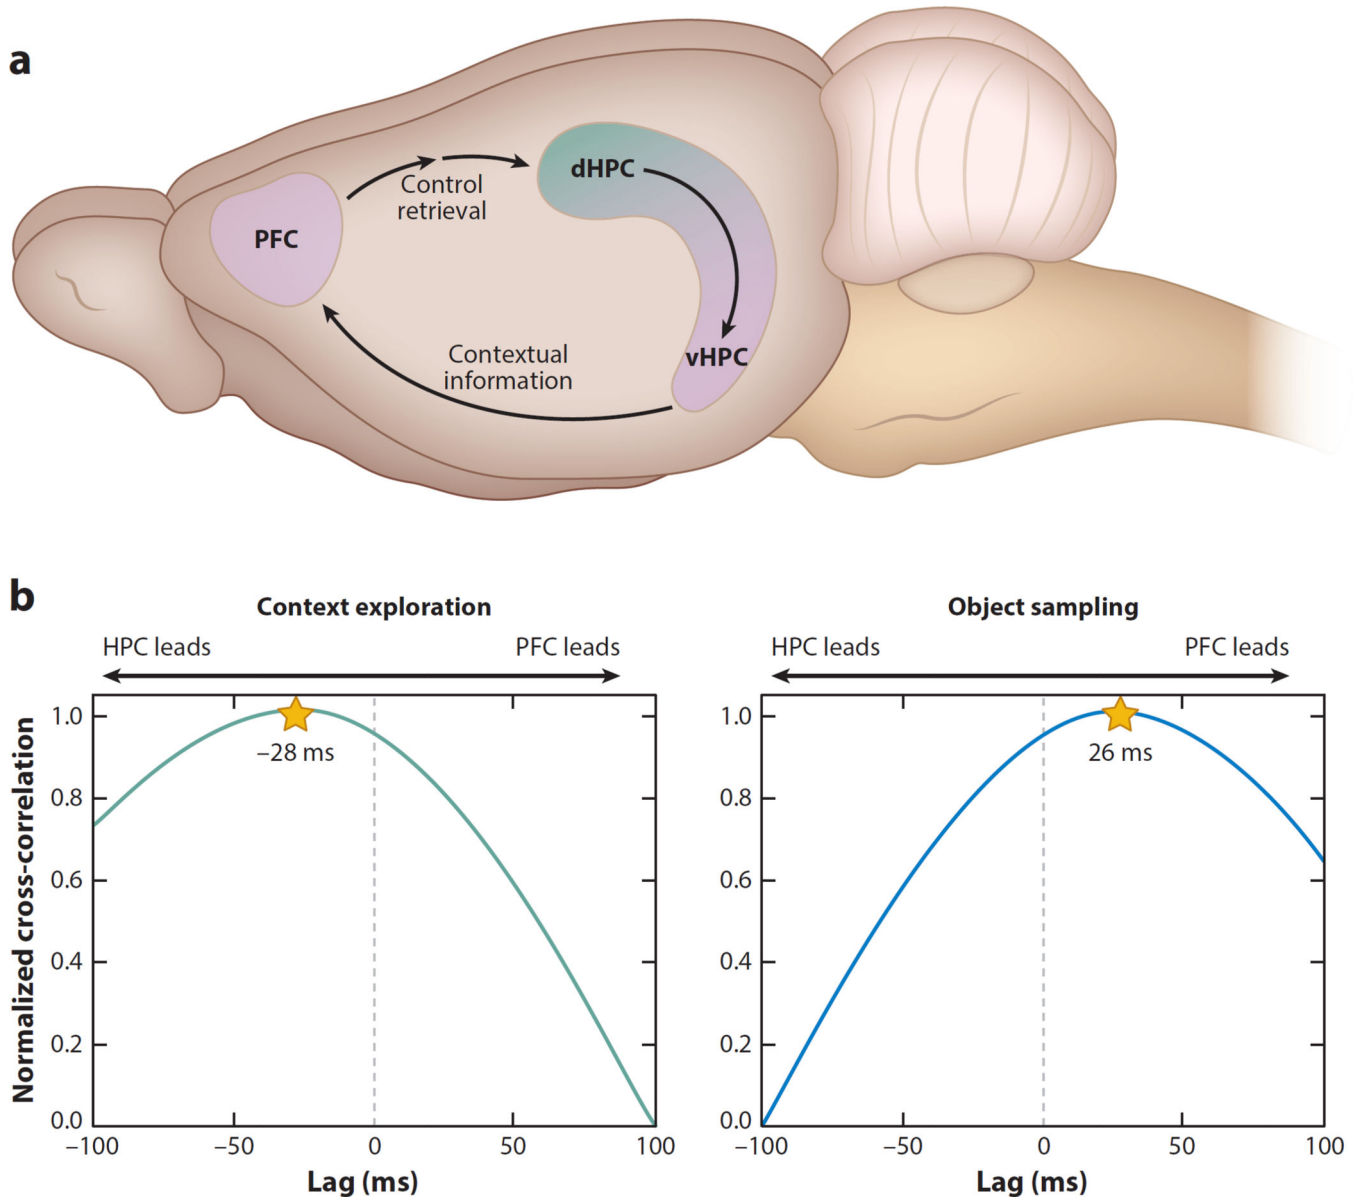 a
PFC
Control
retrieval
dHPC
vHPC
Contextual
information
b
Context exploration
HPC leads
PFC leads
Normalized cross-correlation
1.0
0.8
0.6
0.4
0.2
0.0
–28 ms
–100
–50
0
50
100
Lag (ms)
Object sampling
HPC leads
PFC leads
1.0
0.8
0.6
0.4
0.2
0.0
26 ms
–100
–50
0
50
100
Lag (ms)